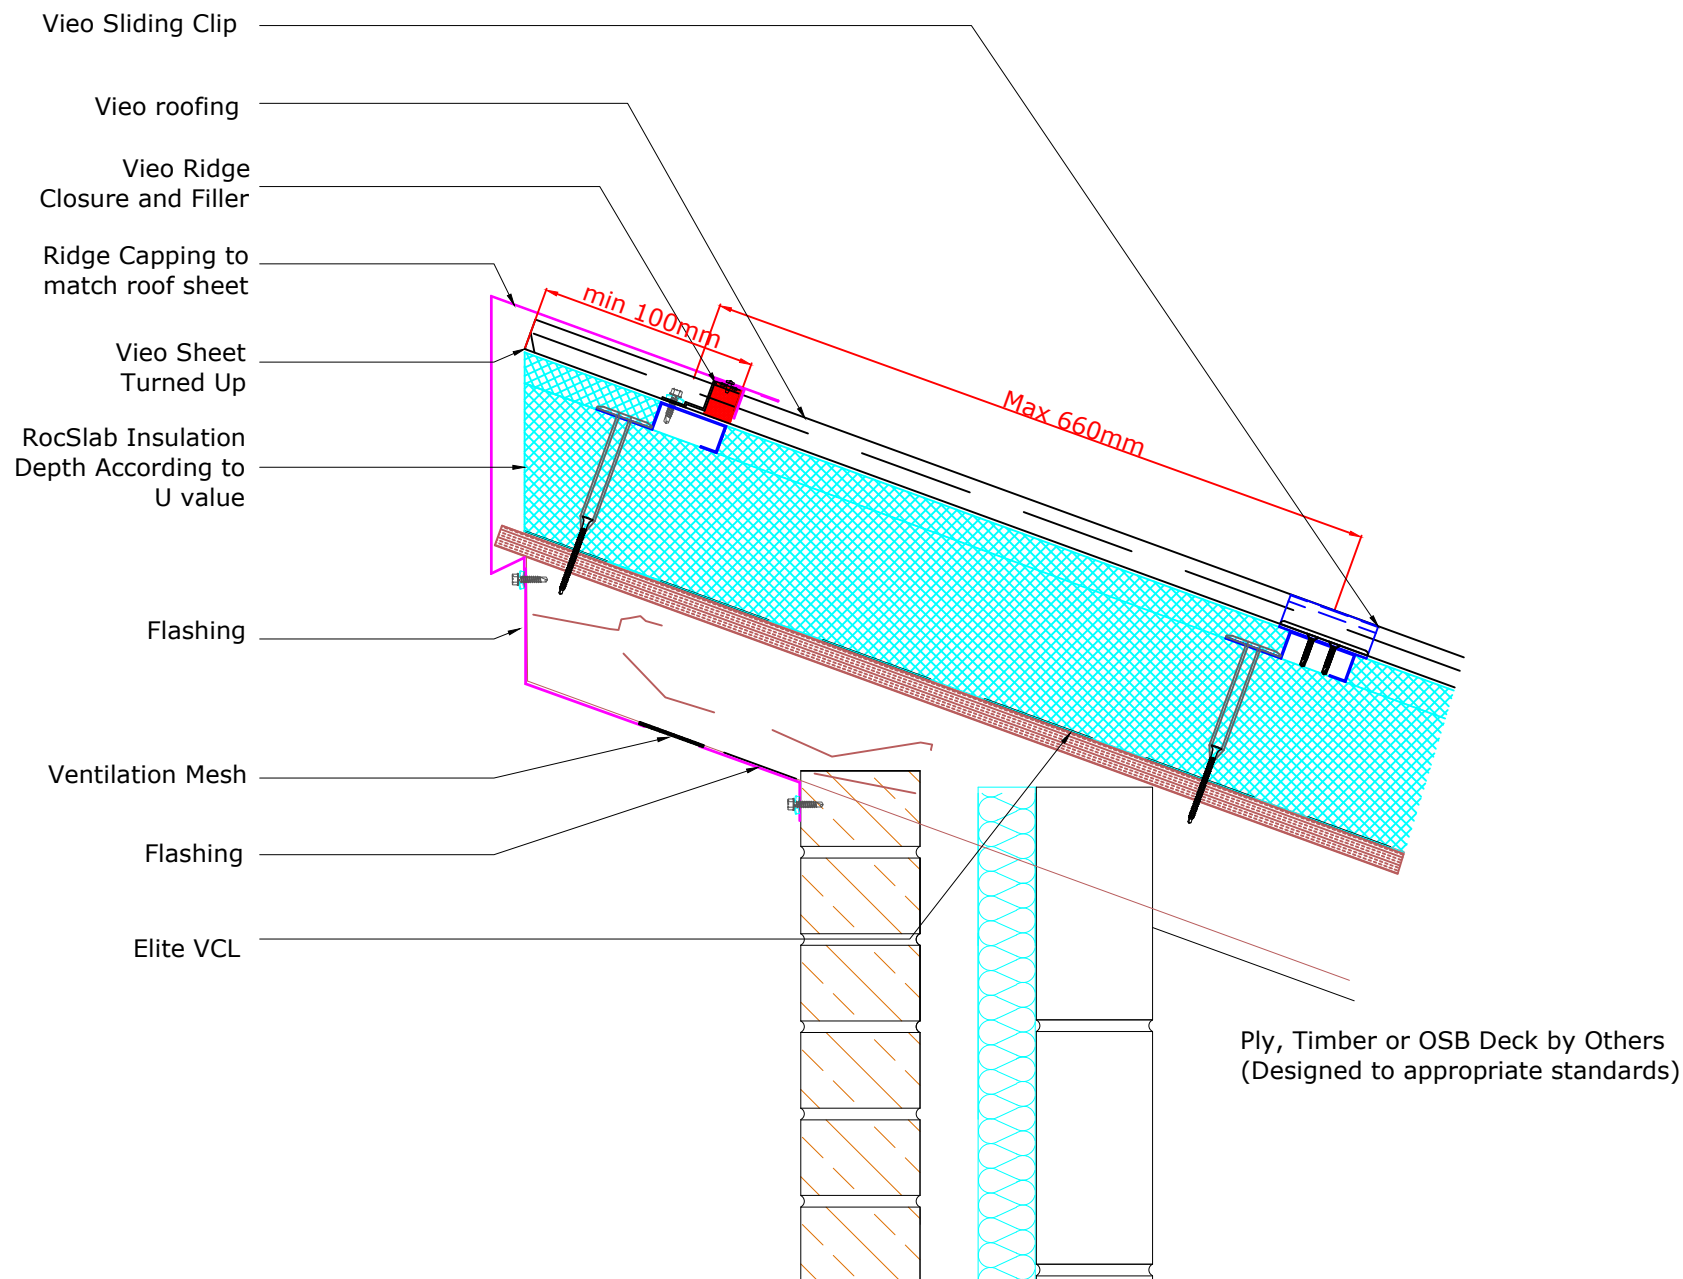 Vieo Sliding Clip
Vieo roofing
Vieo Ridge
Closure and Filler
Ridge Capping to
match roof sheet
min 100mm
Vieo Sheet
Turned Up
Max 660mm
RocSlab Insulation
Depth According to
U value
Flashing
Ventilation Mesh
Flashing
Elite VCL
Ply, Timber or OSB Deck by Others
(Designed to appropriate standards)